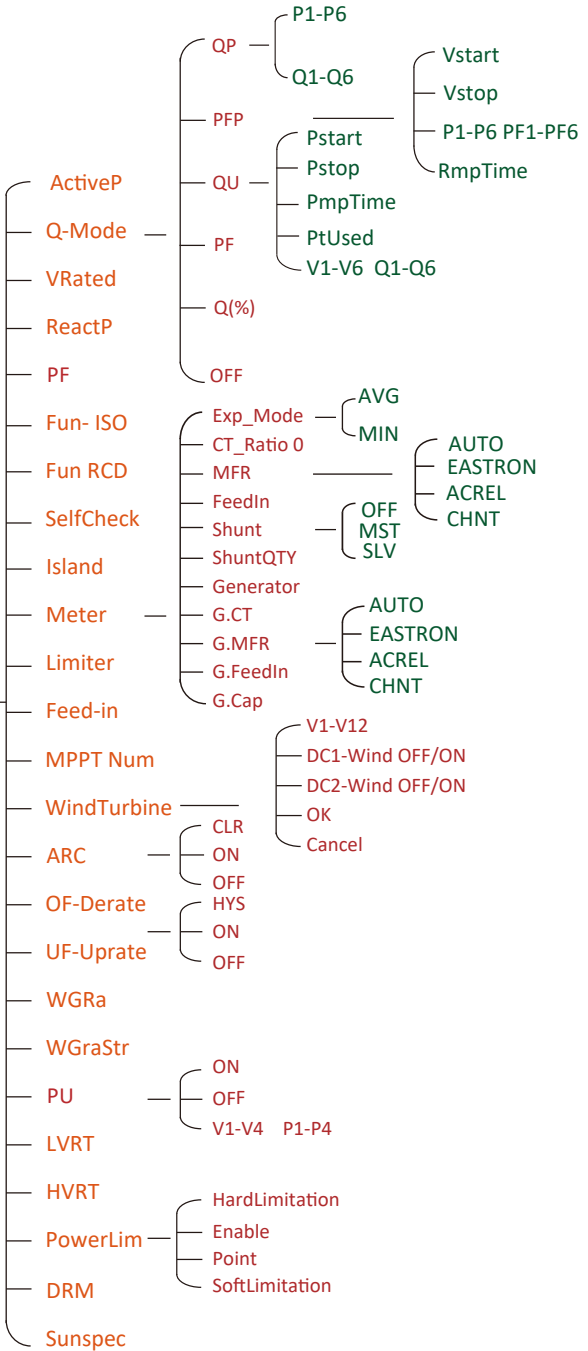 ActiveP
Q-Mode
VRated
ReactP
PF
Fun- ISO
Fun RCD
SelfCheck
Island
Meter
Limiter
Feed-in
MPPT Num
WindTurbine
ARC
OF-Derate
UF-Uprate
WGRa
WGraStr
PU
LVRT
HVRT
PowerLim
DRM
Sunspec
QP
PFP
QU
PF
Q(%)
OFF
P1-P6
Q1-Q6
Vstart
Vstop
P1-P6 PF1-PF6
RmpTime
Pstart
Pstop
PmpTime
PtUsed
V1-V6 Q1-Q6
Exp_Mode
CT_Ratio 0
MFR
FeedIn
Shunt
ShuntQTY
Generator
G.CT
G.MFR
G.FeedIn
G.Cap
AVG
MIN
AUTO
EASTRON
ACREL
CHNT
OFF
MST
SLV
AUTO
EASTRON
ACREL
CHNT
V1-V12
DC1-Wind OFF/ON
DC2-Wind OFF/ON
OK
Cancel
CLR
ON
OFF
HYS
ON
OFF
ON
OFF
V1-V4 P1-P4
HardLimitation
Enable
Point
SoftLimitation